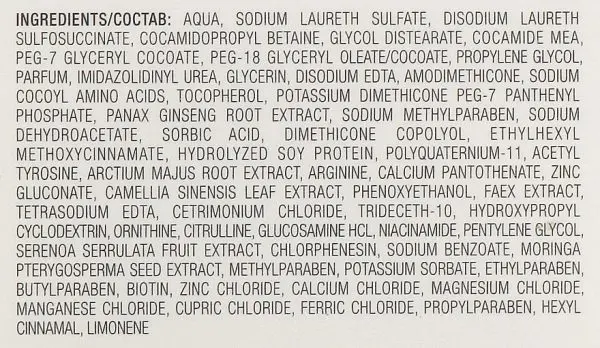 INGREDIENTS/СОСТАВ: AQUA, SODIUM LAURETH SULFATE, DISODIUM LAURETH
SULFOSUCCINATE, COCAMIDOPROPYL BETAINE, GLYCOL DISTEARATE, COCAMIDE MEA,
PEG-7 GLYCERYL COCOATE, PEG-18 GLYCERYL OLEATE/COCOATE, PROPYLENE GLYCOL,
PARFUM, IMIDAZOLIDINYL UREA, GLYCERIN, DISODIUM EDTA, AMODIMETHICONE, SODIUM
COCOYL AMINO ACIDS, TOCOPHEROL, POTASSIUM DIMETHICONE PEG-7 PANTHENYL
PHOSPHATE, PANAX GINSENG ROOT EXTRACT, SODIUM METHYLPARABEN, SODIUM
DEHYDROACETATE, SORBIC ACID, DIMETHICONE COPOLYOL, ETHYLHEXYL
METHOXYCINNAMATE, HYDROLYZED SOY PROTEIN, POLYQUATERNIUM-11, ACETYL
TYROSINE, ARCTIUM MAJUS ROOT EXTRACT, ARGININE, CALCIUM PANTOTHENATE, ZINC
GLUCONATE, CAMELLIA SINENSIS LEAF EXTRACT, PHENOXYETHANOL, FAEX EXTRACT,
TETRASODIUM EDTA, CETRIMONIUM CHLORIDE, TRIDECETH-10, HYDROXYPROPYL
CYCLODEXTRIN, ORNITHINE, CITRULLINE, GLUCOSAMINE HCL, NIACINAMIDE, PENTYLENE GLYCOL,
SERENOA SERRULATA FRUIT EXTRACT, CHLORPHENESIN, SODIUM BENZOATE, MORINGA
PTERYGOSPERMA SEED EXTRACT, METHYLPARABEN, POTASSIUM SORBATE, ETHYLPARABEN,
BUTYLPARABEN, BIOTIN, ZINC CHLORIDE, CALCIUM CHLORIDE, MAGNESIUM CHLORIDE,
MANGANESE CHLORIDE, CUPRIC CHLORIDE, FERRIC CHLORIDE, PROPYLPARABEN, HEXYL
CINNAMAL, LIMONENE